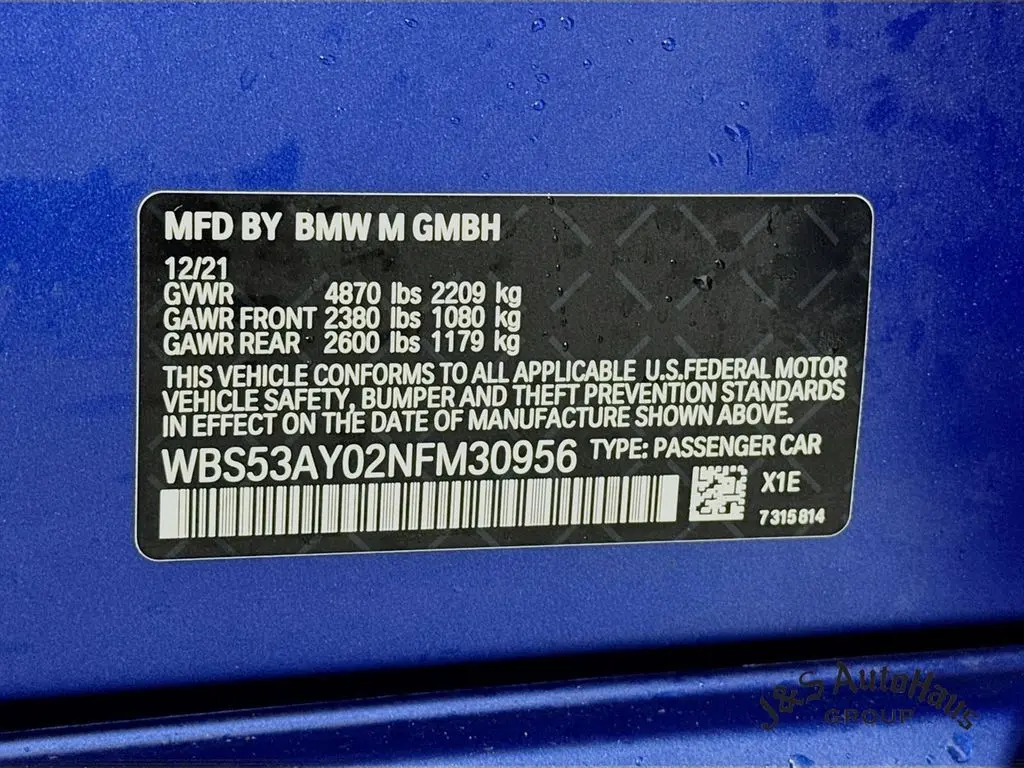 MFD BY BMW M GMBH
12/21
GVWR 4870 lbs 2209 kg
GAWR FRONT 2380 lbs 1080 kg
GAWR REAR 2600 lbs 1179 kg
THIS VEHICLE CONFORMS TO ALL APPLICABLE U.S.FEDERAL MOTOR
VEHICLE SAFETY, BUMPER AND THEFT PREVENTION STANDARDS
IN EFFECT ON THE DATE OF MANUFACTURE SHOWN ABOVE.
WBS53AY02NFM30956 TYPE: PASSENGER CAR
X1E
7315814
J&S AutoHaus
GROUP